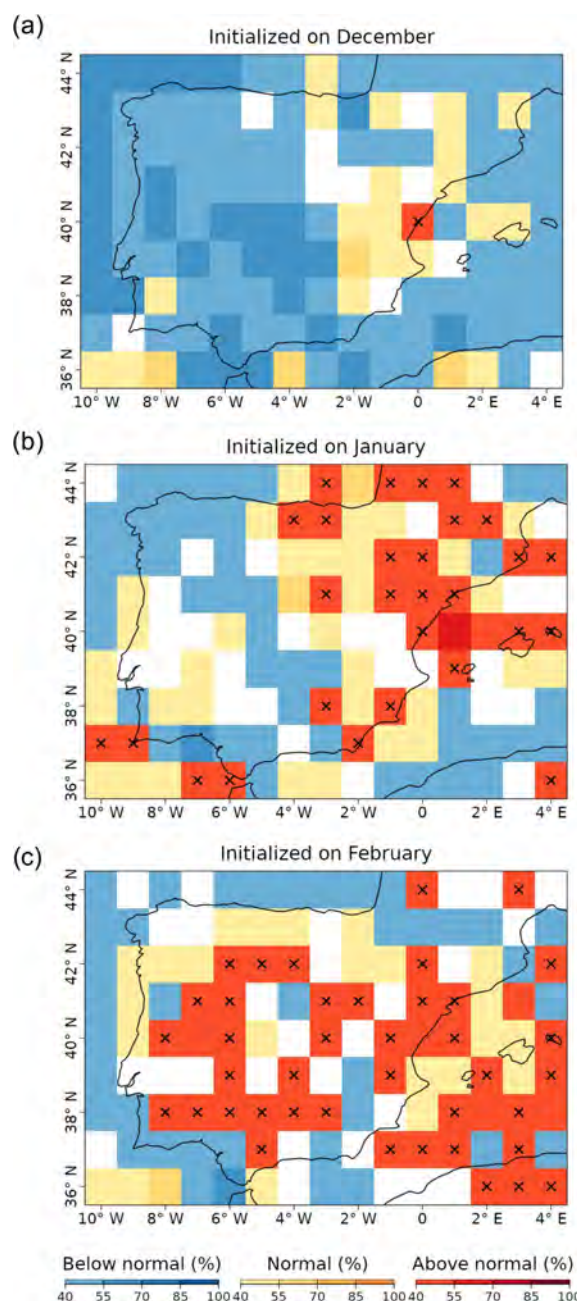 (a)
Initialized on December
44° N
42° N
40° N
38° N
36° N
10° W 8° W 6° W 4° W 2° W 0 2° E 4° E
(b)
Initialized on January
44° N
42° N
40° N
38° N
36° N
10° W 8° W 6° W 4° W 2° W 0 2° E 4° E
(c)
Initialized on February
44° N
42° N
40° N
38° N
36° N
10° W 8° W 6° W 4° W 2° W 0 2° E 4° E
Below normal (%) Normal (%) Above normal (%)
40 55 70 85 100 40 55 70 85 100 40 55 70 85 100